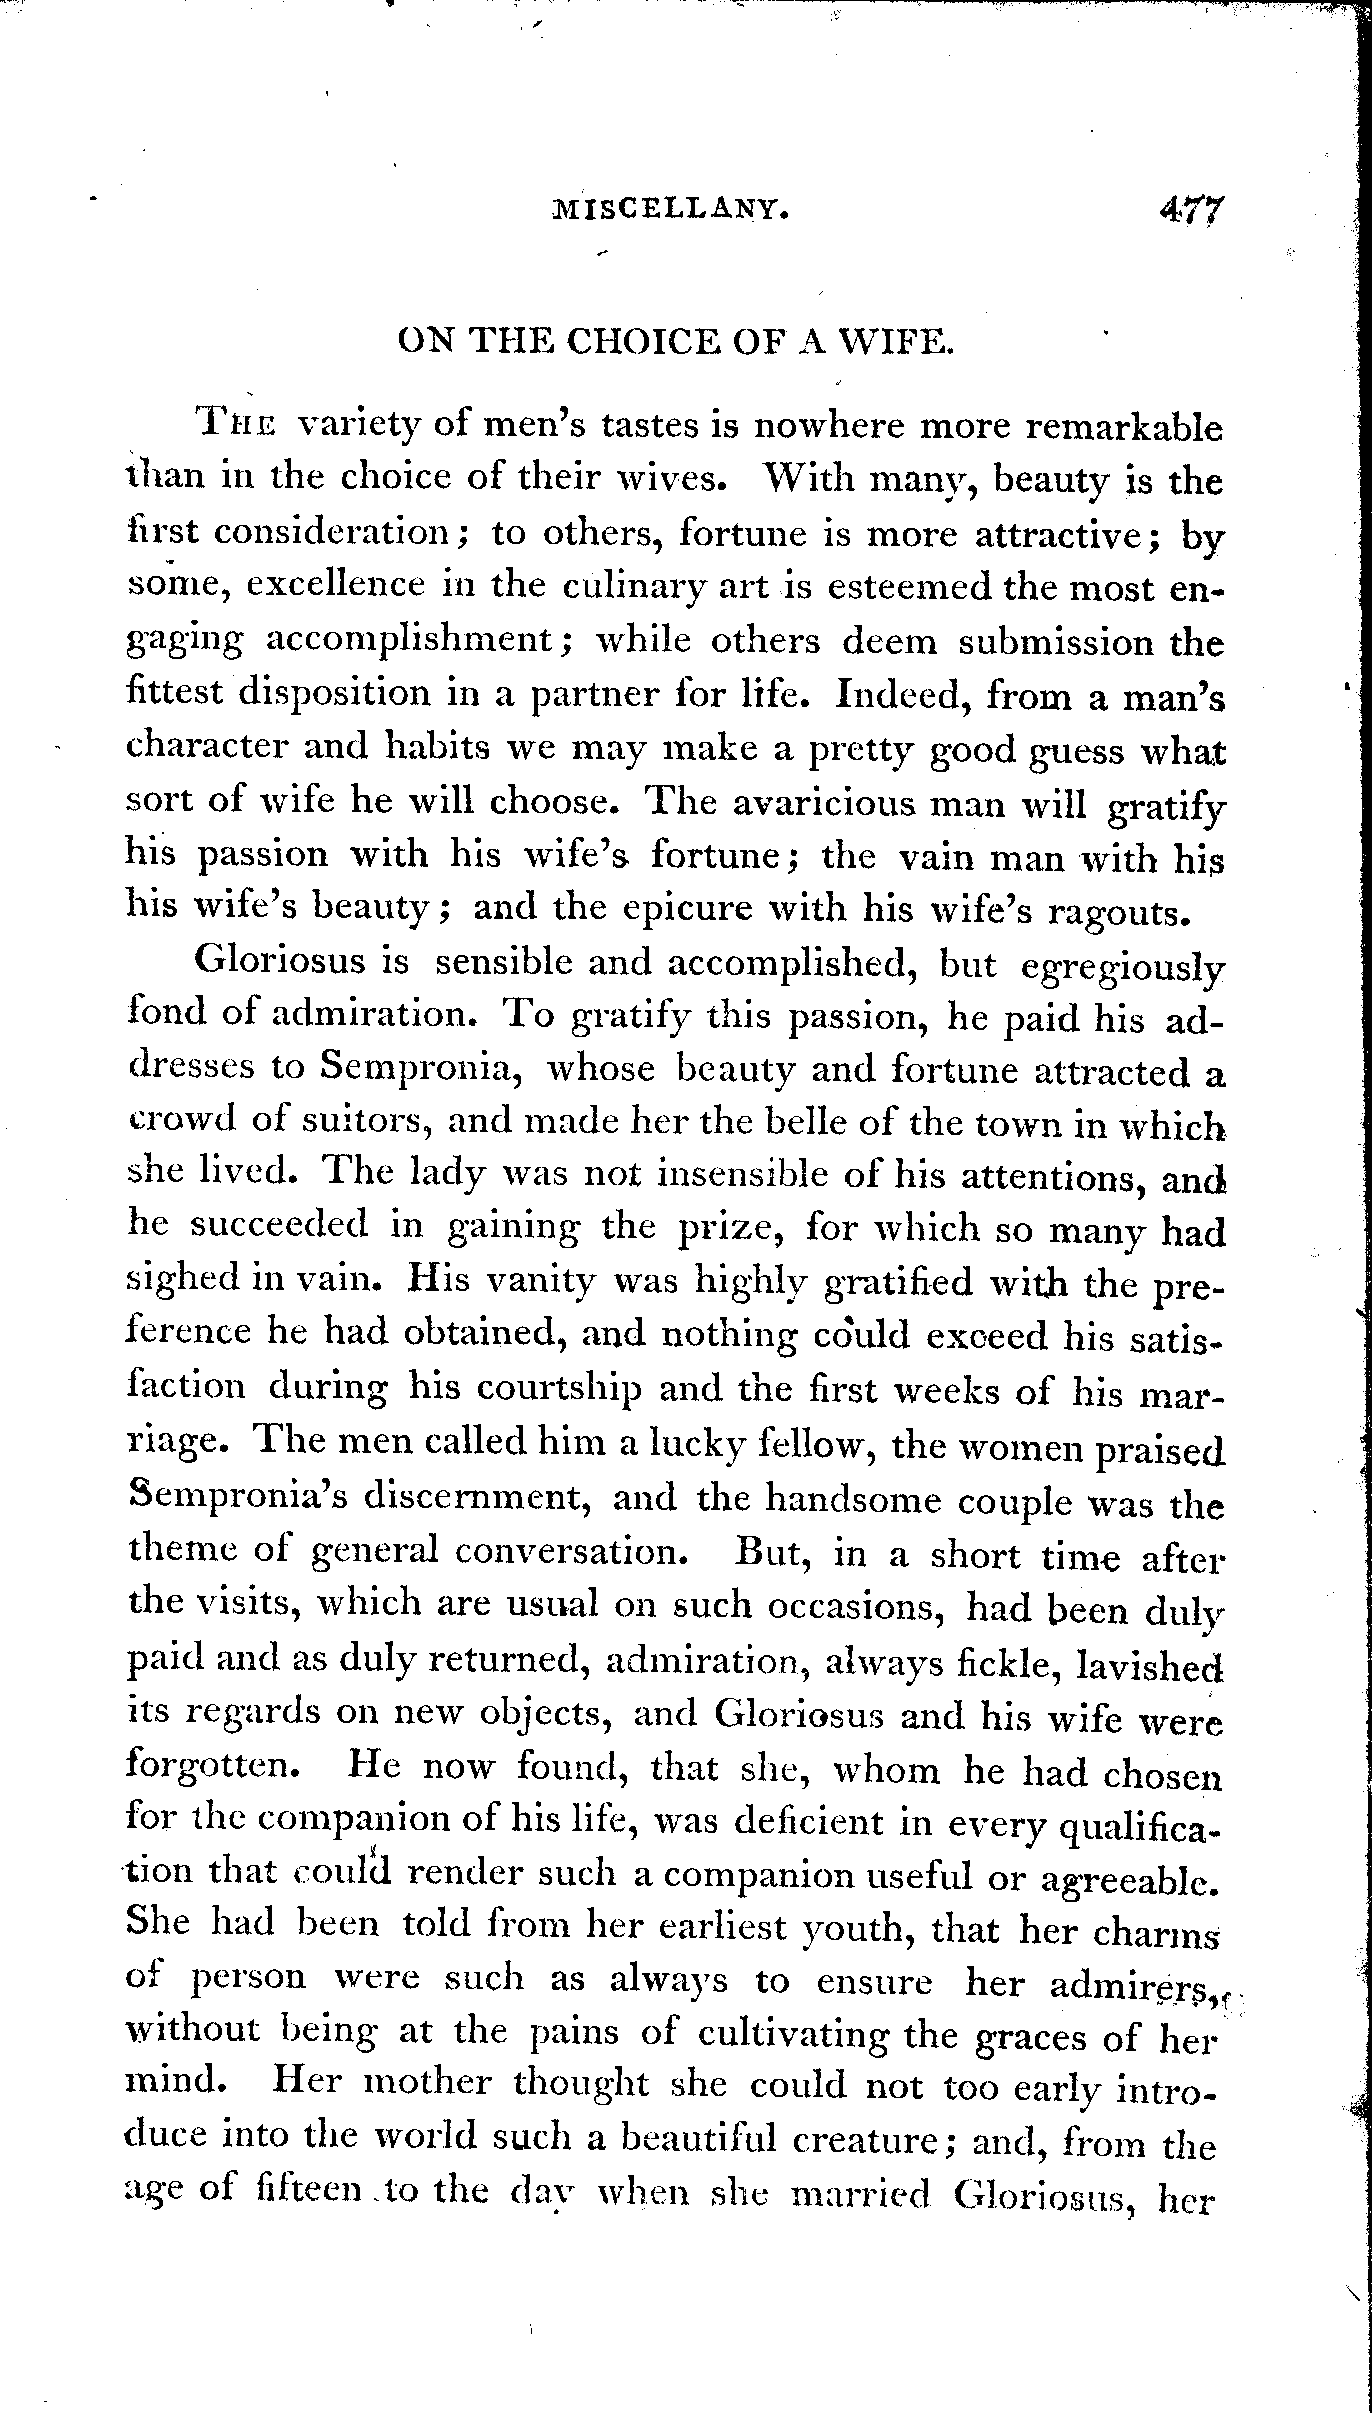 MISCELLANY. 477
ON THE CHOICE OF A WIFE.
THE variety of men's tastes is nowhere more remarkable
than in the choice of their wives. With many, beauty is the
first consideration; to others, fortune is more attractive; by
some, excellence in the culinary art is esteemed the most en-
gaging accomplishment; while others deem submission the
fittest disposition in a partner for life. Indeed, from a man's
character and habits we may make a pretty good guess what
sort of wife he will choose. The avaricious man will gratify
his passion with his wife's fortune; the vain man with his
his wife's beauty; and the epicure with his wife's ragouts.
Gloriosus is sensible and accomplished, but egregiously
fond of admiration. To gratify this passion, he paid his ad-
dresses to Sempronia, whose beauty and fortune attracted a
crowd of suitors, and made her the belle of the town in which
she lived. The lady was not insensible of his attentions, and
he succeeded in gaining the prize, for which so many had
sighed in vain. His vanity was highly gratified with the pre-
ference he had obtained, and nothing could exceed his satis-
faction during his courtship and the first weeks of his mar-
riage. The men called him a lucky fellow, the women praised
Sempronia's discernment, and the handsome couple was the
theme of general conversation. But, in a short time after
the visits, which are usual on such occasions, had been duly
paid and as duly returned, admiration, always fickle, lavished
its regards on new objects, and Gloriosus and his wife were
forgotten. He now found, that she, whom he had chosen
for the companion of his life, was deficient in every qualifica-
tion that could render such a companion useful or agreeable.
She had been told from her earliest youth, that her charms
of person were such as always to ensure her admirers,
without being at the pains of cultivating the graces of her
mind. Her mother thought she could not too early intro-
duce into the world such a beautiful creature; and, from the
age of fifteen to the day when she married Gloriosus, her